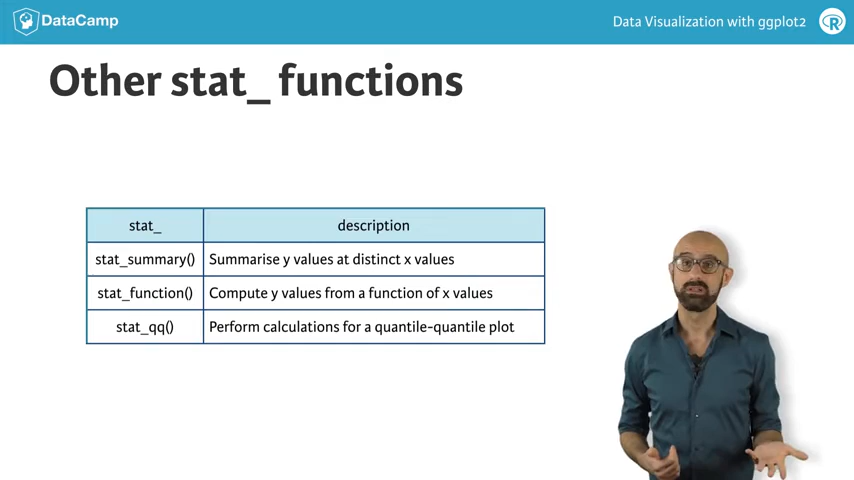 DataCamp
Data Visualization with ggplot2
R
Other stat_ functions
stat_ description
stat_summary() Summarise y values at distinct x values
stat_function() Compute y values from a function of x values
stat_qq() Perform calculations for a quantile-quantile plot